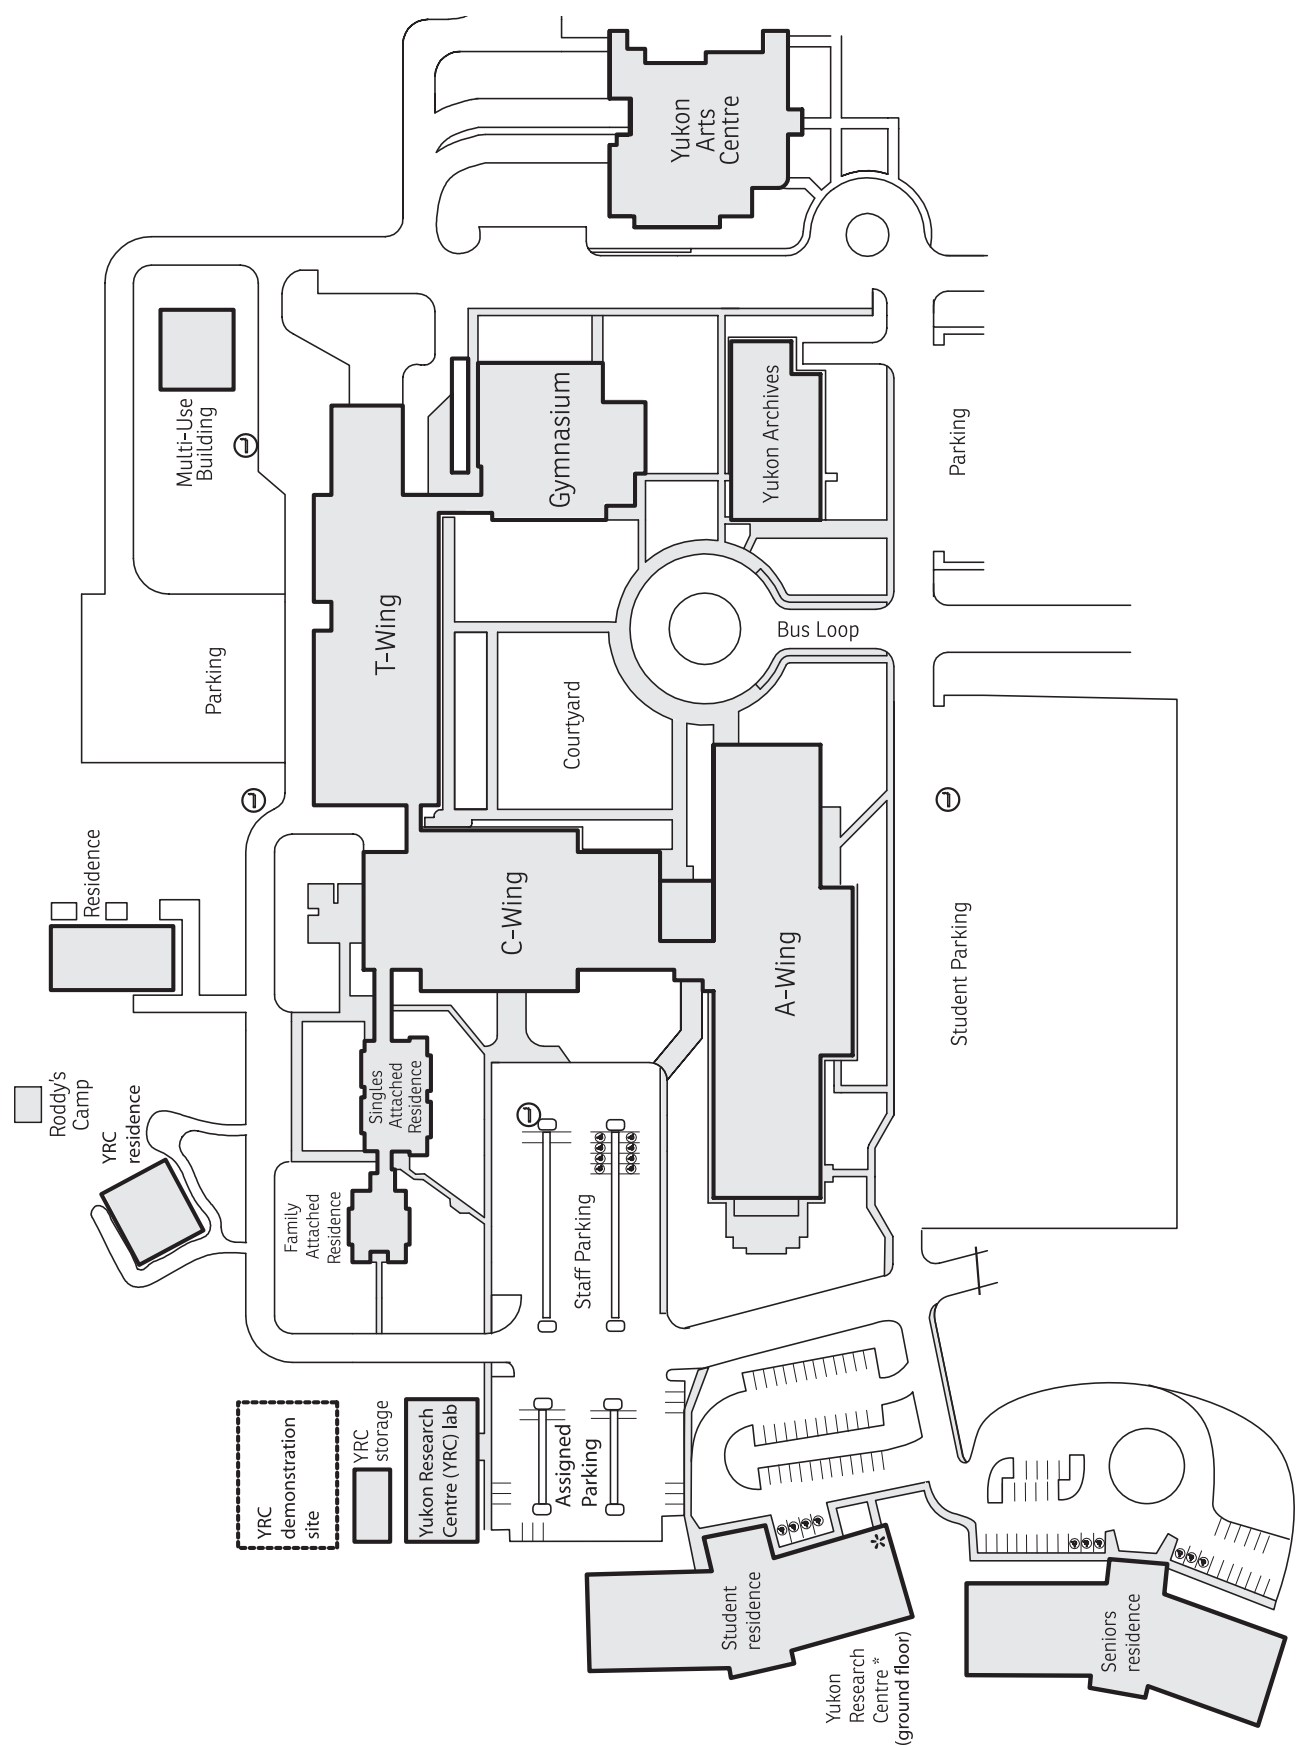 Yukon
Arts
Centre
Multi-Use
Building
Gymnasium
Yukon Archives
Parking
T-Wing
Bus Loop
Parking
Courtyard
Residence
C-Wing
A-Wing
Student Parking
Roddy's
Camp
YRC
residence
Singles
Attached
Residence
Family
Attached
Residence
Staff Parking
YRC
demonstration
site
YRC
storage
Yukon Research
Centre (YRC) lab
Assigned
Parking
Student
residence
Yukon
Research
Centre *
(ground floor)
*
Seniors
residence